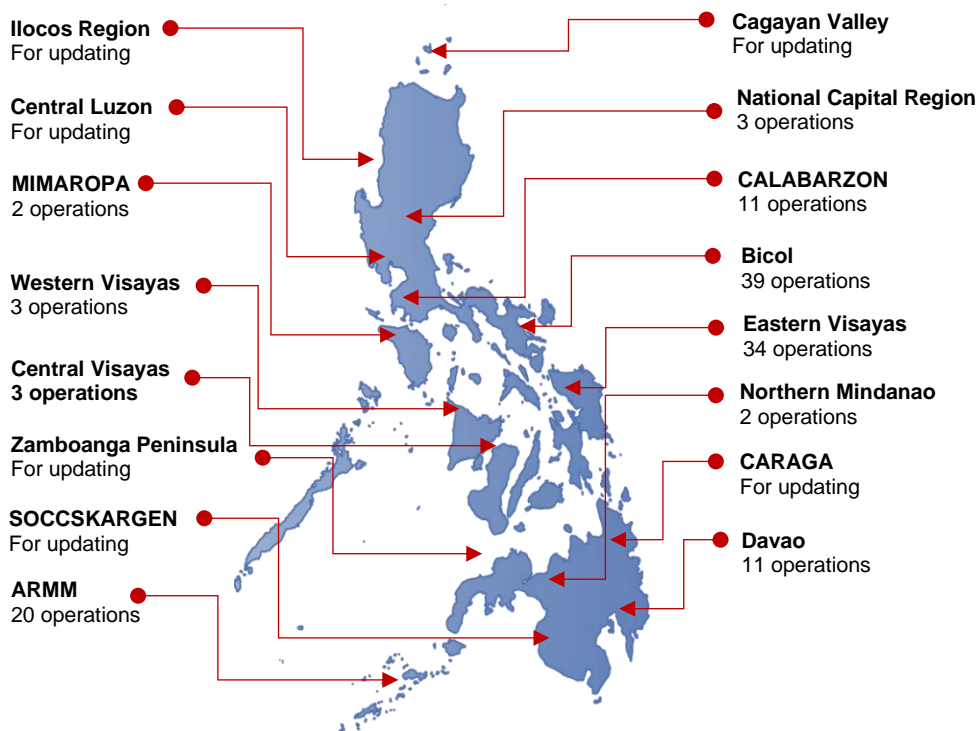 Ilocos Region
For updating
Central Luzon
For updating
MIMAROPA
2 operations
Western Visayas
3 operations
Central Visayas
3 operations
Zamboanga Peninsula
For updating
SOCCSKARGEN
For updating
ARMM
20 operations
Cagayan Valley
For updating
National Capital Region
3 operations
CALABARZON
11 operations
Bicol
39 operations
Eastern Visayas
34 operations
Northern Mindanao
2 operations
CARAGA
For updating
Davao
11 operations